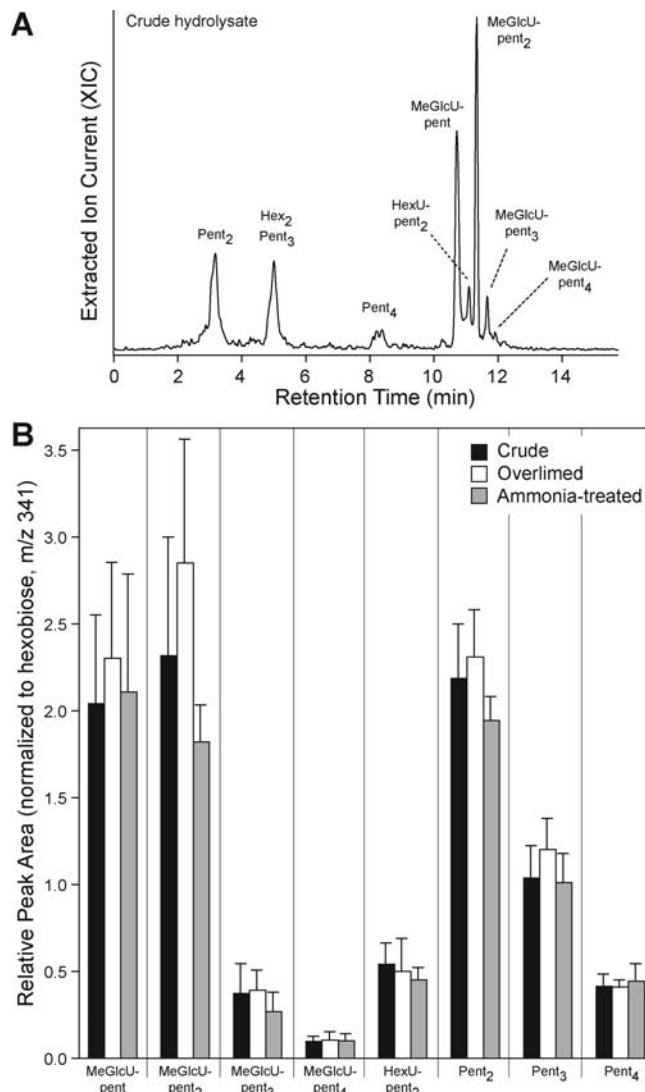 A
Crude hydrolysate
Extracted Ion Current (XIC)
MeGlcU-
pent2
MeGlcU-
pent
HexU-
pent2
MeGlcU-
pent3
MeGlcU-
pent4
Pent2
Hex2
Pent3
Pent4
0 2 4 6 8 10 12 14
Retention Time (min)
B
Relative Peak Area (normalized to hexobiose, m/z 341)
3.5
3.0
2.5
2.0
1.5
1.0
0.5
0.0
Crude
Overlimed
Ammonia-treated
MeGlcU-
pent
MeGlcU-
pent2
MeGlcU-
pent3
MeGlcU-
pent4
HexU-
pent2
Pent2
Pent3
Pent4